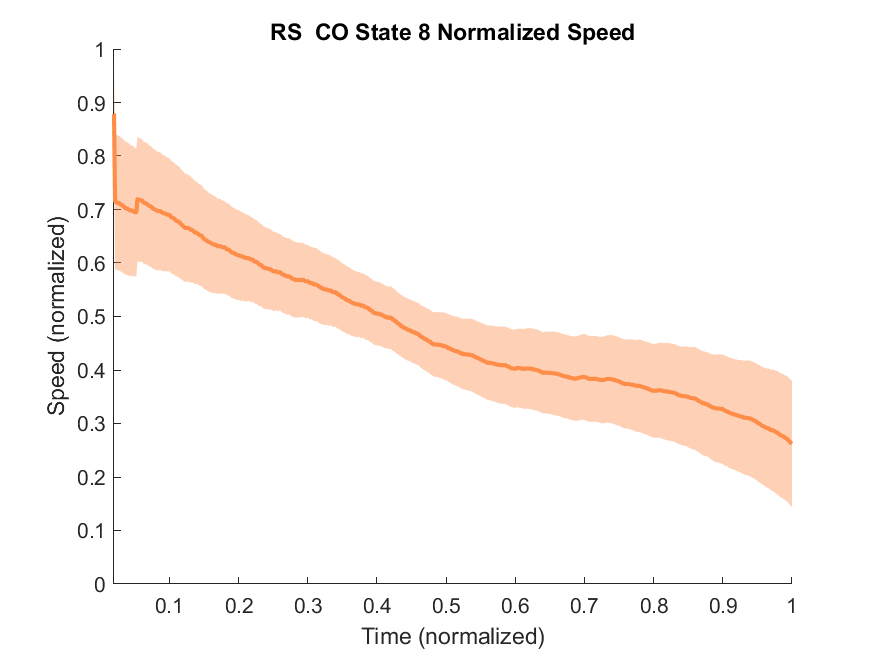 RS  CO State 8 Normalized Speed
1
0.9
0.8
0.7
0.6
0.5
0.4
0.3
0.2
0.1
0
Speed (normalized)
0.1 0.2 0.3 0.4 0.5 0.6 0.7 0.8 0.9 1
Time (normalized)